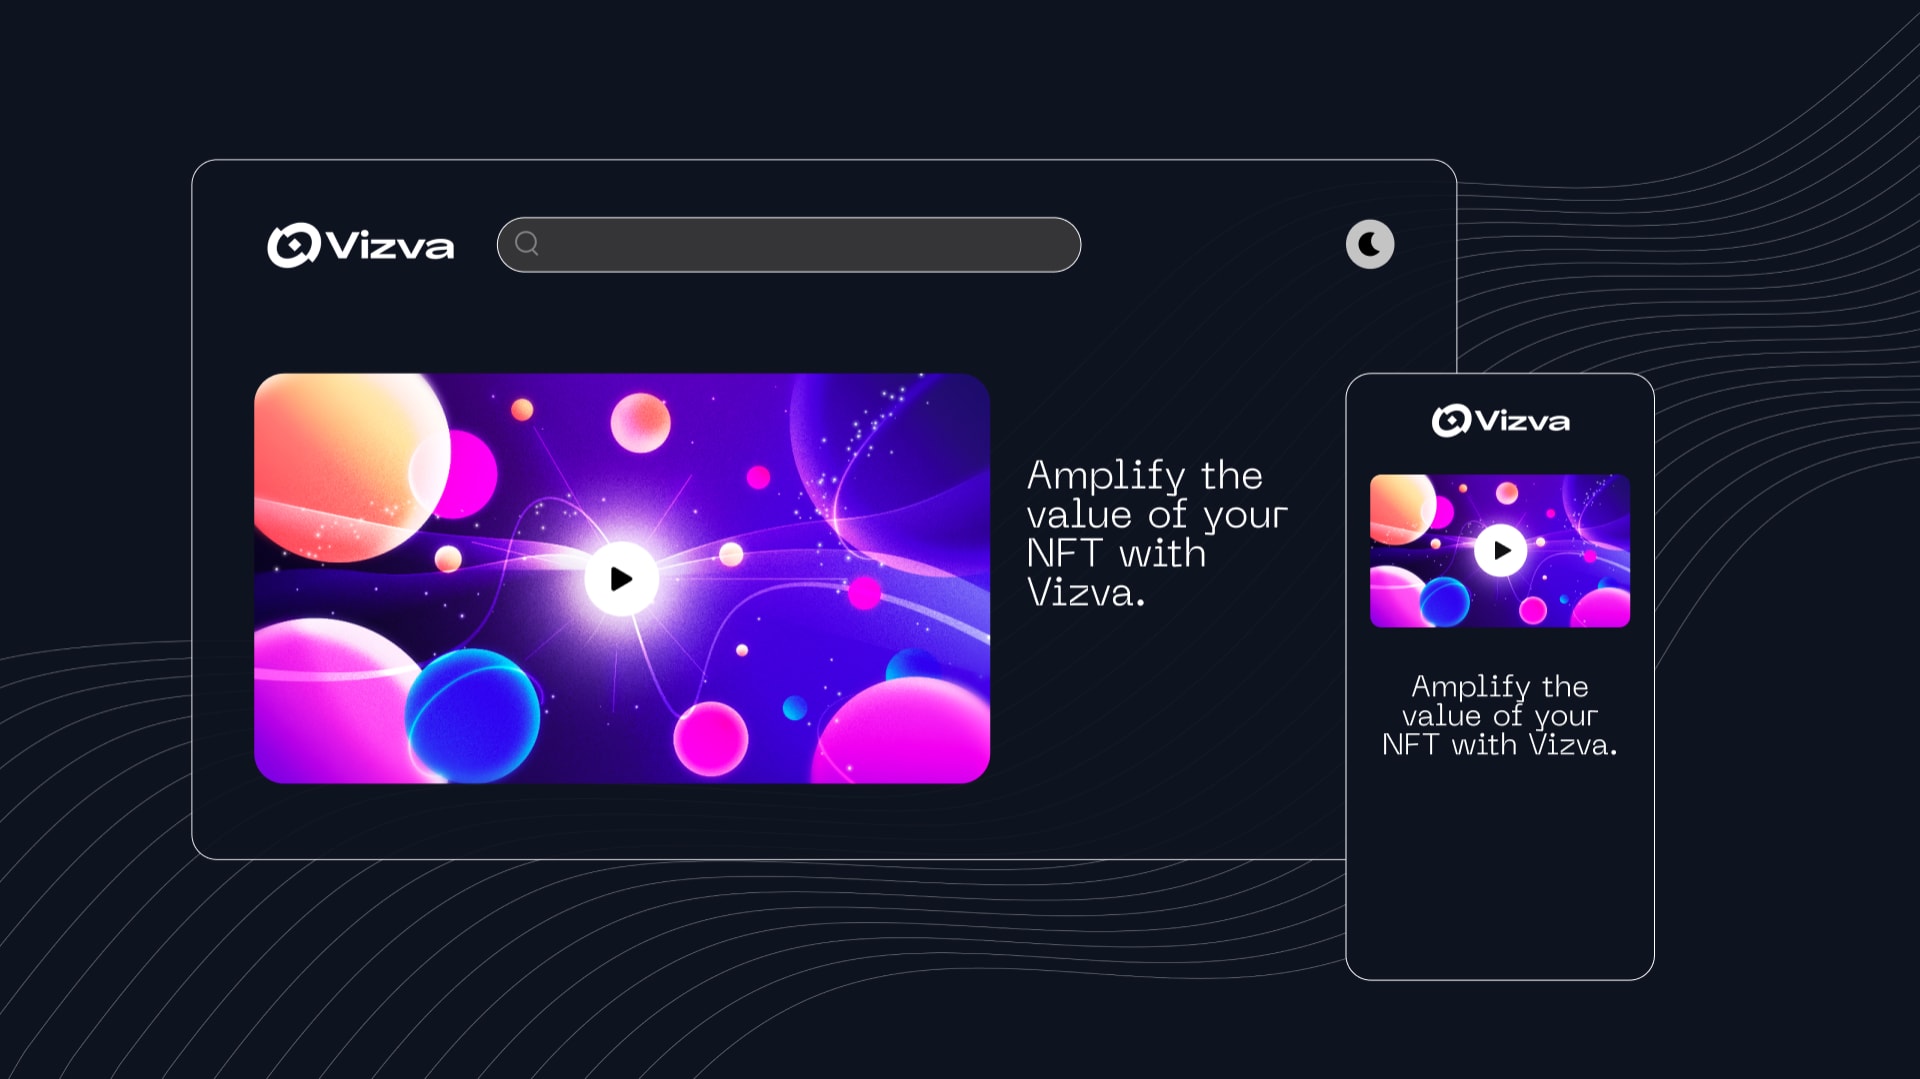 Vizva
Amplify the
value of your
NFT with
Vizva.
Vizva
Amplify the
value of your
NFT with Vizva.